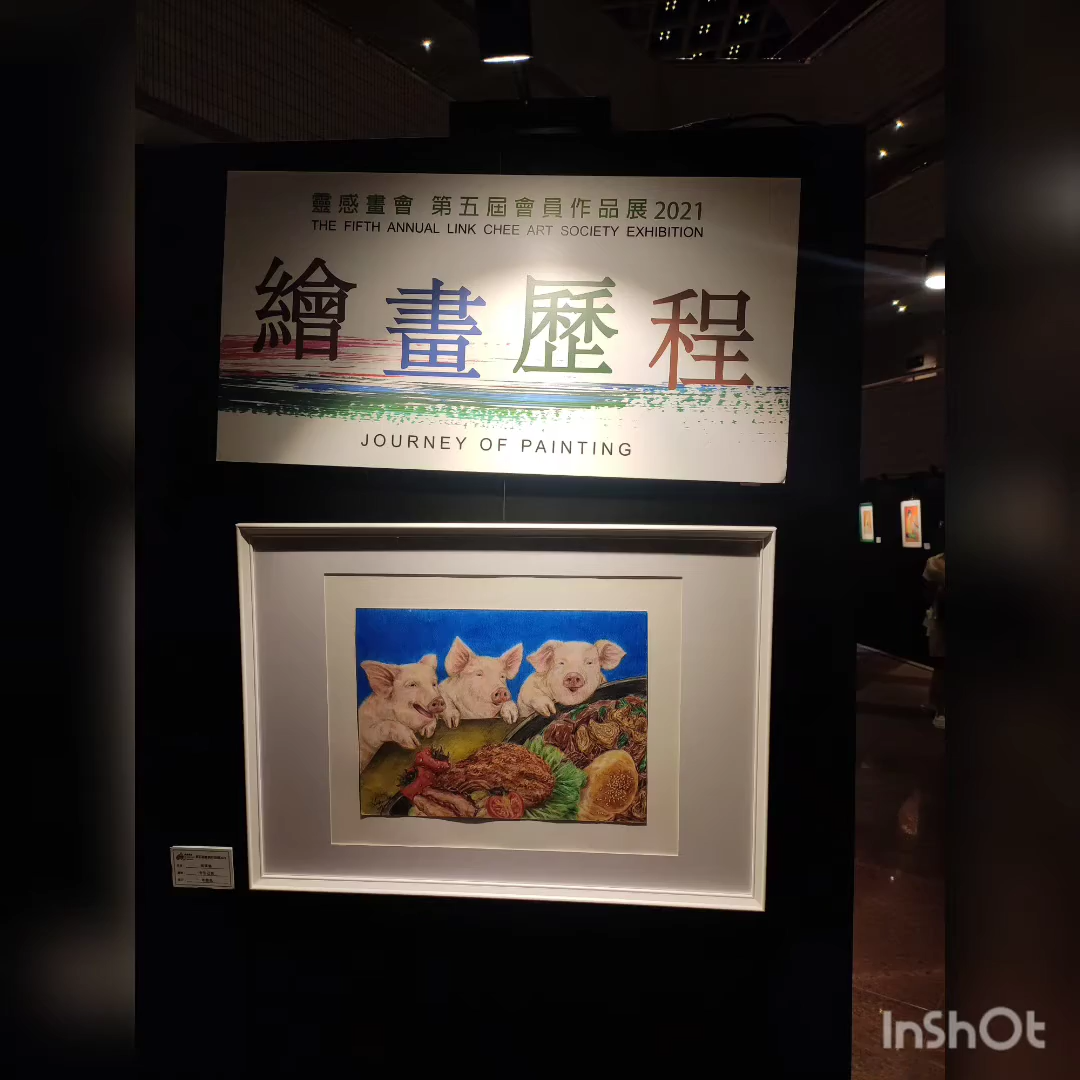 靈感畫會 第五屆會員作品展2021
THE FIFTH ANNUAL LINK CHEE ART SOCIETY EXHIBITION
繪畫歷程
JOURNEY OF PAINTING
InShOt